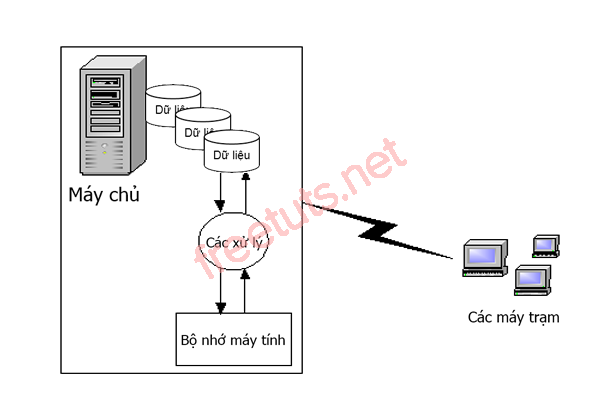 Dữ liệu
Dữ liệu
Dữ liệu
Máy chủ
Các xử lý
Bộ nhớ máy tính
Các máy trạm
freetuts.net